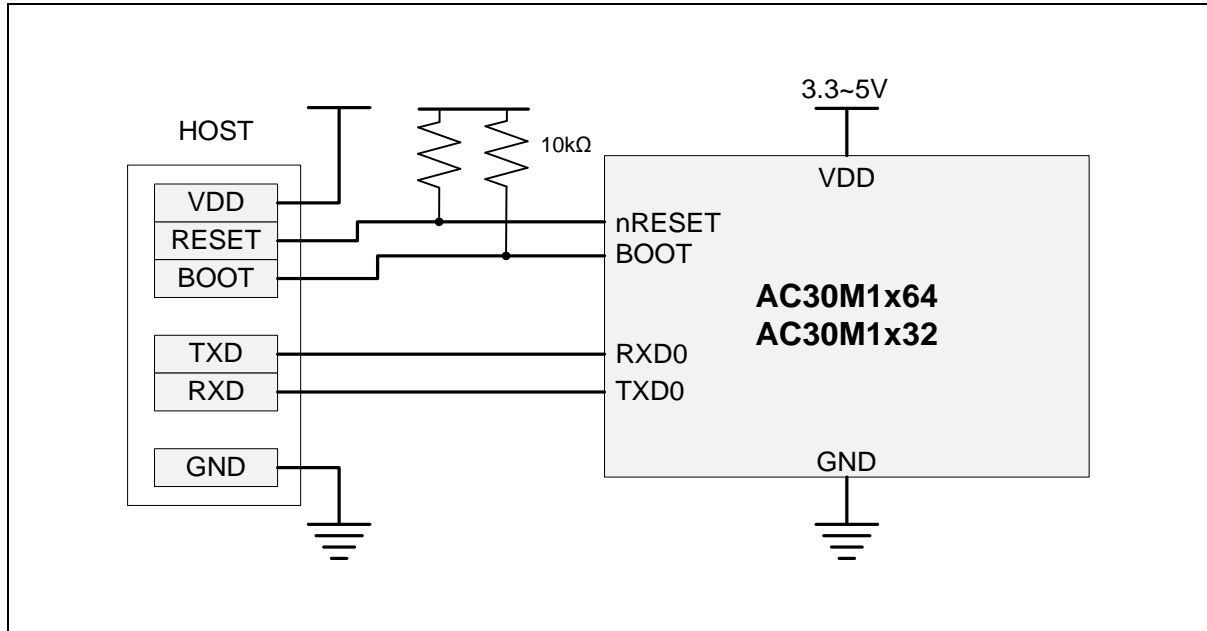 HOST
VDD
RESET
BOOT
TXD
RXD
GND
10kΩ
3.3~5V
VDD
nRESET
BOOT
AC30M1x64
AC30M1x32
RXD0
TXD0
GND